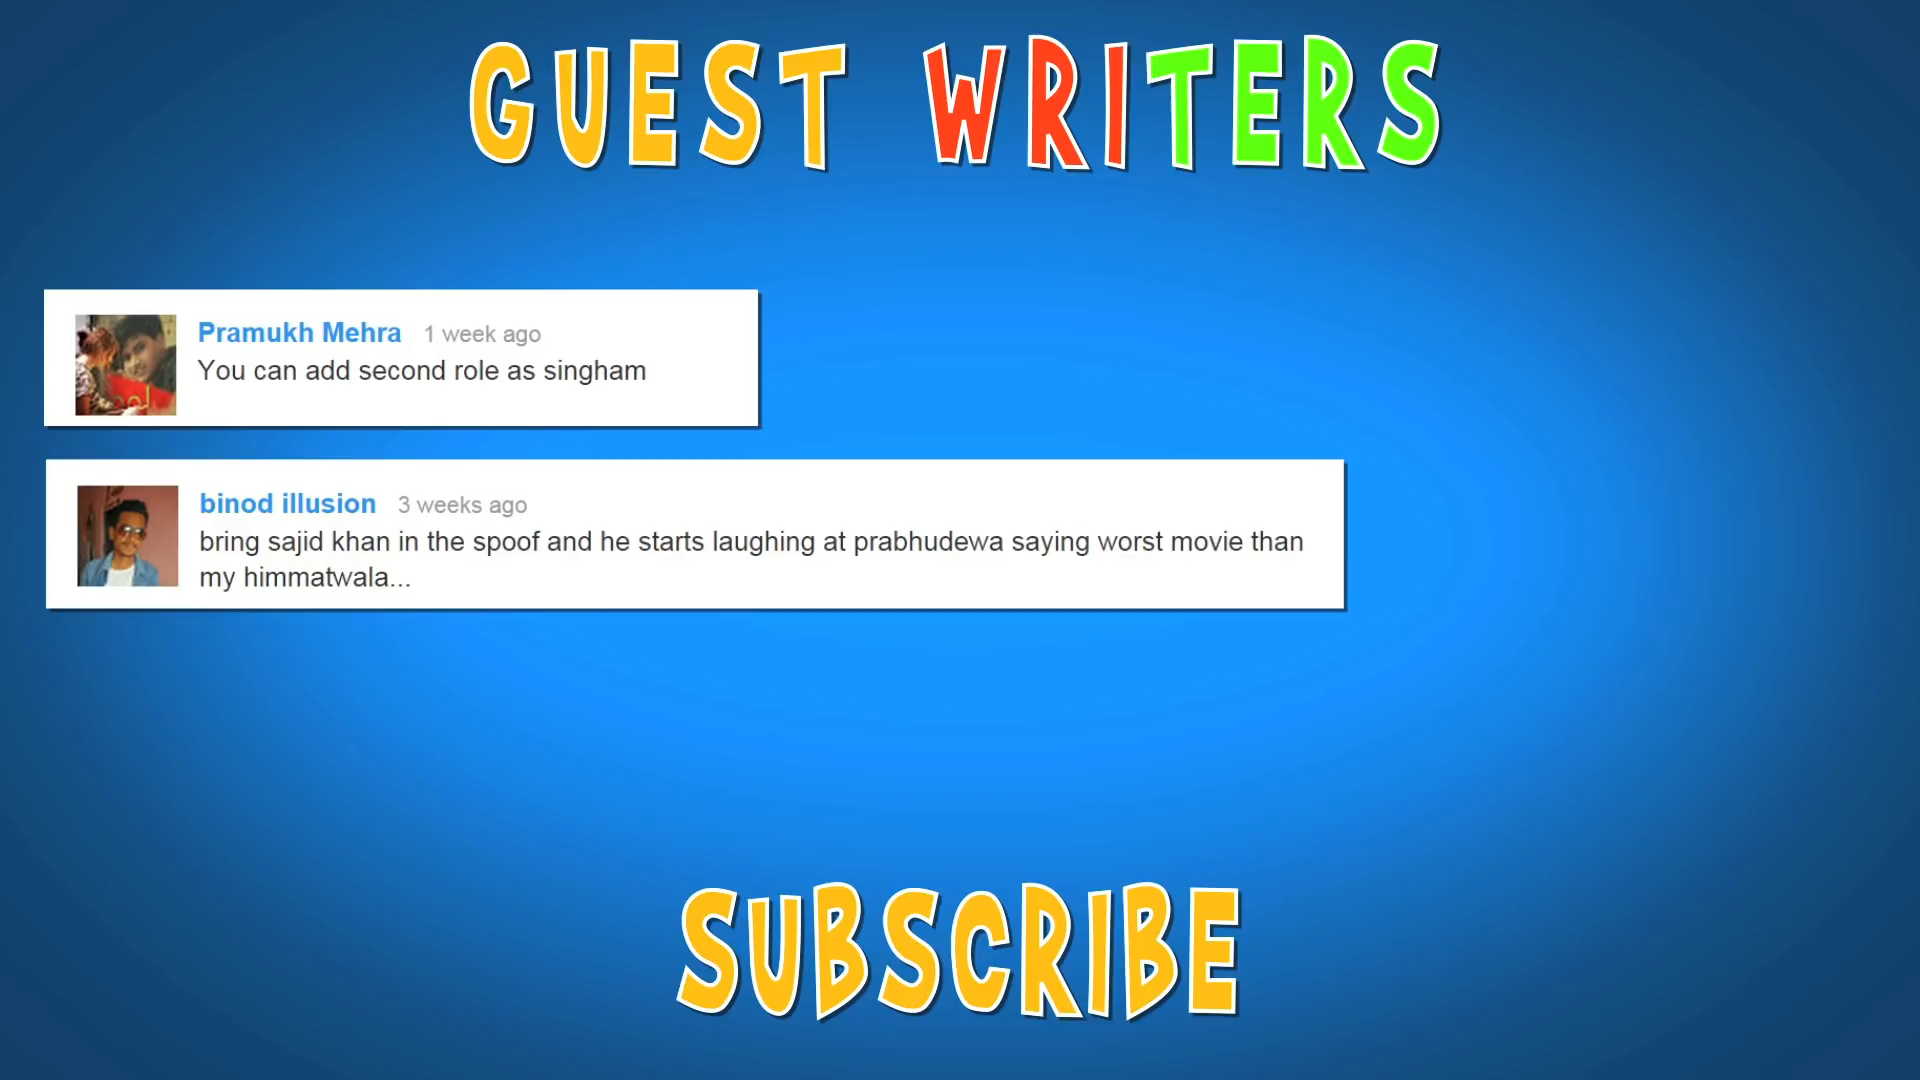 GUEST WRITERS
Pramukh Mehra 1 week ago
You can add second role as singham
binod illusion 3 weeks ago
bring sajid khan in the spoof and he starts laughing at prabhudewa saying worst movie than
my himmatwala...
SUBSCRIBE